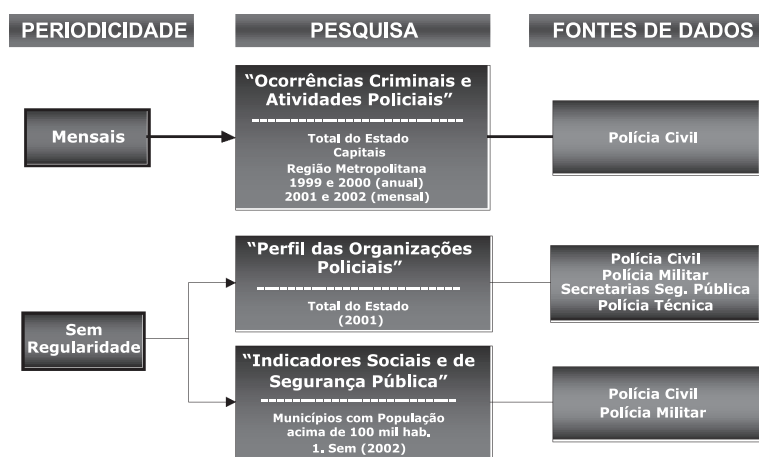 PERIODICIDADE
PESQUISA
FONTES DE DADOS
Mensais
“Ocorrências Criminais e
Atividades Policiais”
Total do Estado
Capitais
Região Metropolitana
1999 e 2000 (anual)
2001 e 2002 (mensal)
Polícia Civil
Sem
Regularidade
“Perfil das Organizações
Policiais”
Total do Estado
(2001)
Polícia Civil
Polícia Militar
Secretarias Seg. Pública
Polícia Técnica
“Indicadores Sociais e de
Segurança Pública”
Municípios com População
acima de 100 mil hab.
1. Sem (2002)
Polícia Civil
Polícia Militar